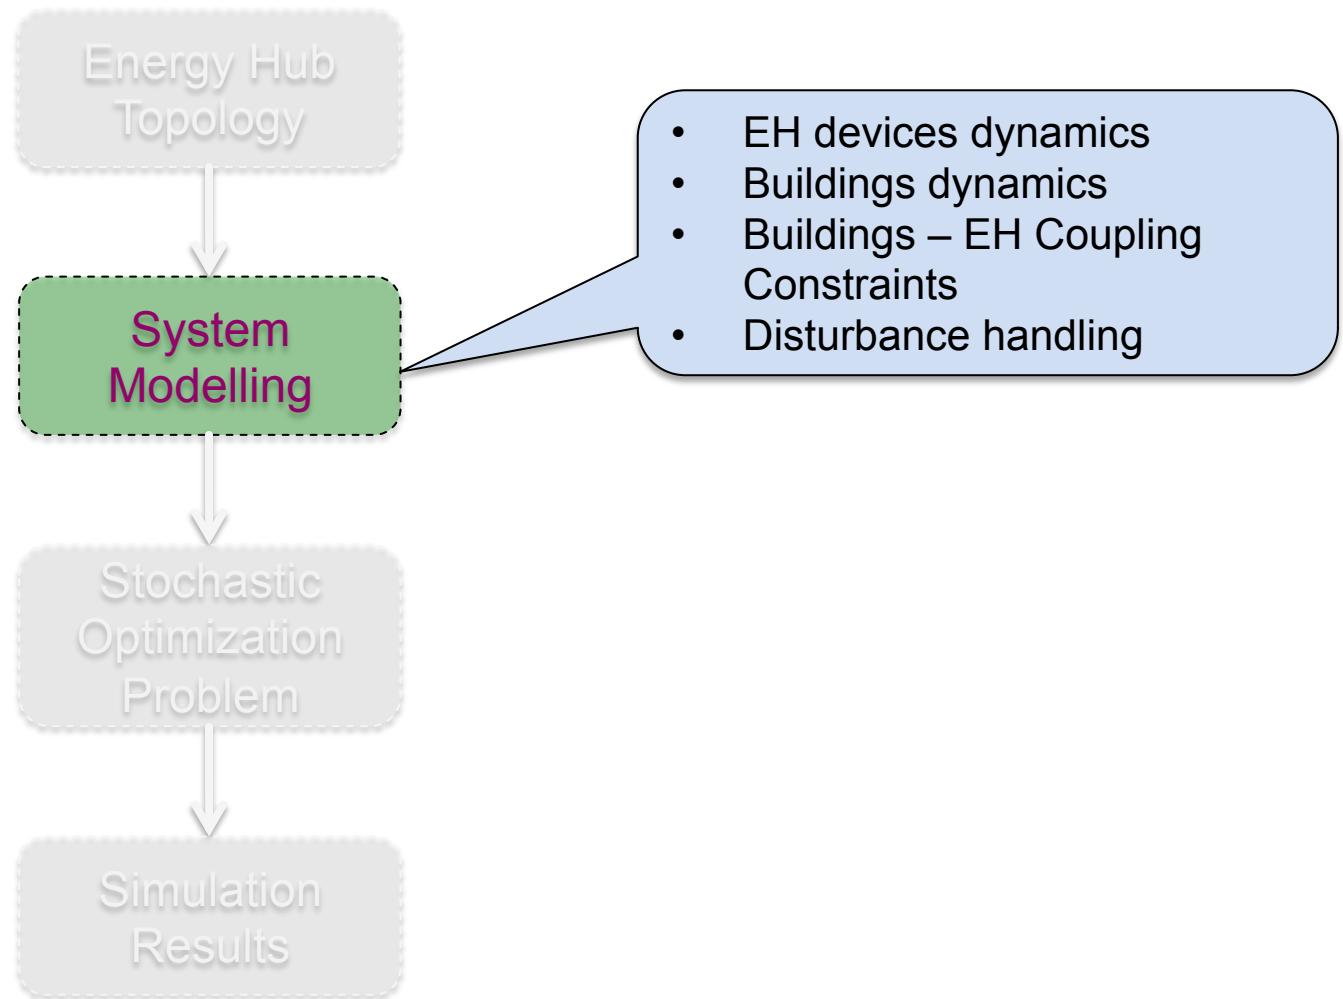 Energy Hub
Topology
• EH devices dynamics
• Buildings dynamics
• Buildings – EH Coupling
Constraints
• Disturbance handling
System
Modelling
Stochastic
Optimization
Problem
Simulation
Results